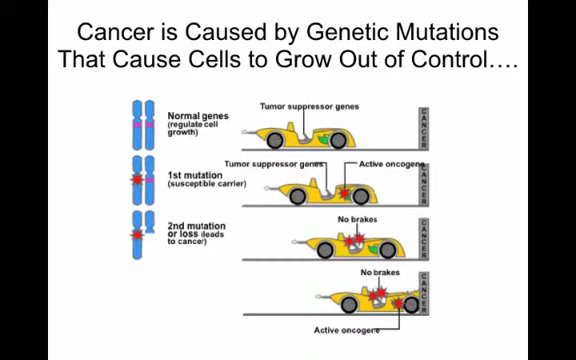 Cancer is Caused by Genetic Mutations
That Cause Cells to Grow Out of Control….
Normal genes
(regulate cell
growth)
Tumor suppressor genes
CANCER
1st mutation
(susceptible carrier)
Tumor suppressor genes
Active oncogene
CANCER
2nd mutation
or loss (leads
to cancer)
No brakes
CANCER
No brakes
CANCER
Active oncogene